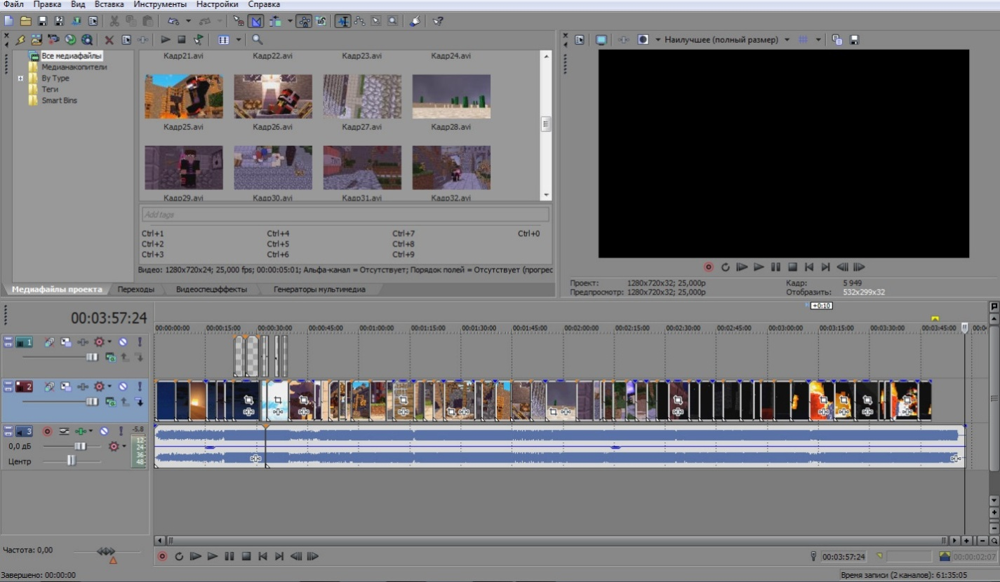 Файл Правка Вид Вставка Инструменты Настройки Справка
Наилучшее (полный размер)
Все медиафайлы
Медианакопители
By Type
Теги
Smart Bins
Кадр21.avi Кадр22.avi Кадр23.avi Кадр24.avi
Кадр25.avi Кадр26.avi Кадр27.avi Кадр28.avi
Кадр29.avi Кадр30.avi Кадр31.avi Кадр32.avi
Add tags
Ctrl+1 Ctrl+4 Ctrl+7 Ctrl+0
Ctrl+2 Ctrl+5 Ctrl+8
Ctrl+3 Ctrl+6 Ctrl+9
Видео: 1280x720x24; 25,000 fps; 00:00:05:01; Альфа-канал = Отсутствует; Порядок полей = Отсутствует (прогрес
Медиафайлы проекта Переходы Видеоспецэффекты Генераторы мультимедиа
Проект: 1280x720x32; 25,000p Кадр: 5 949
Предпросмотр: 1280x720x32; 25,000p Отобразить: 532x299x32
+0:10
00:03:57:24
00:00:00:00 00:00:15:00 00:00:30:00 00:00:45:00 00:01:00:00 00:01:15:00 00:01:30:00 00:01:45:00 00:02:00:00 00:02:15:00 00:02:30:00 00:02:45:00 00:03:00:00 00:03:15:00 00:03:30:00 00:03:45:00 00:0
1
2
3 -5.8
12
0,0 дБ 24
36
Центр 48
Частота: 0,00
00:03:57:24 00:00:02:07
Завершено: 00:00:00 Время записи (2 каналов): 61:35:05